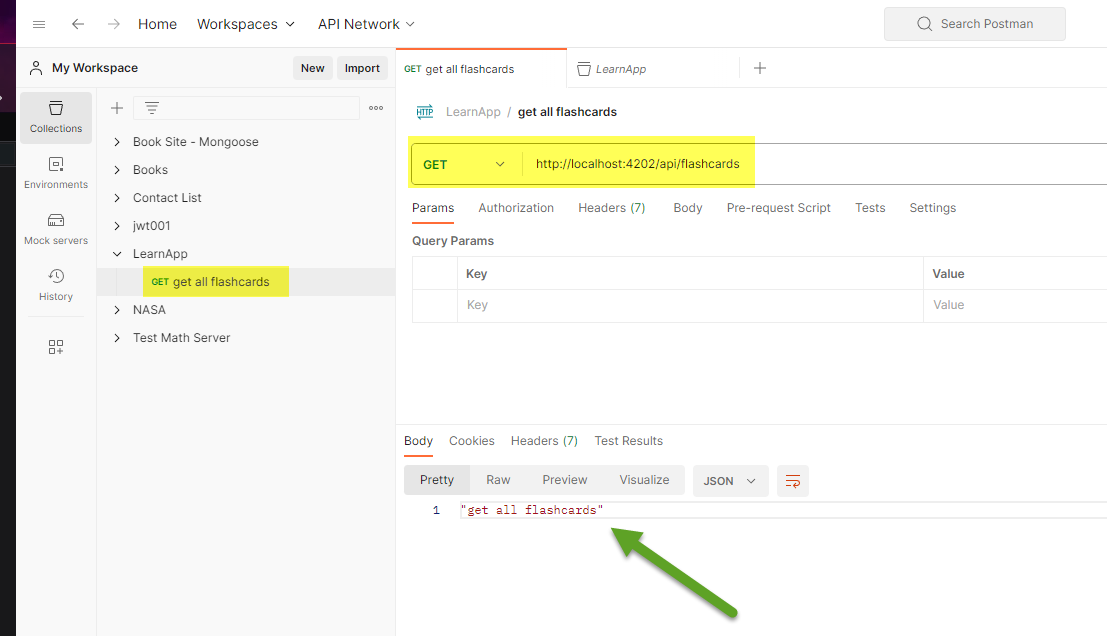 Home Workspaces API Network Search Postman
My Workspace New Import
GET get all flashcards LearnApp
Collections
Environments
Mock servers
History
Book Site - Mongoose
Books
Contact List
jwt001
LearnApp
GET get all flashcards
NASA
Test Math Server
HTTP LearnApp / get all flashcards
GET http://localhost:4202/api/flashcards
Params Authorization Headers (7) Body Pre-request Script Tests Settings
Query Params
Key Value
Key Value
Body Cookies Headers (7) Test Results
Pretty Raw Preview Visualize JSON
1 "get all flashcards"